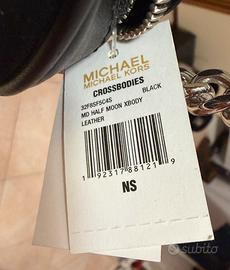 MICHAEL
MICHAEL KORS
CROSSBODIES
32F8SF5C4S BLACK
MD HALF MOON XBODY
LEATHER
1 92317 88121 9
NS
subito